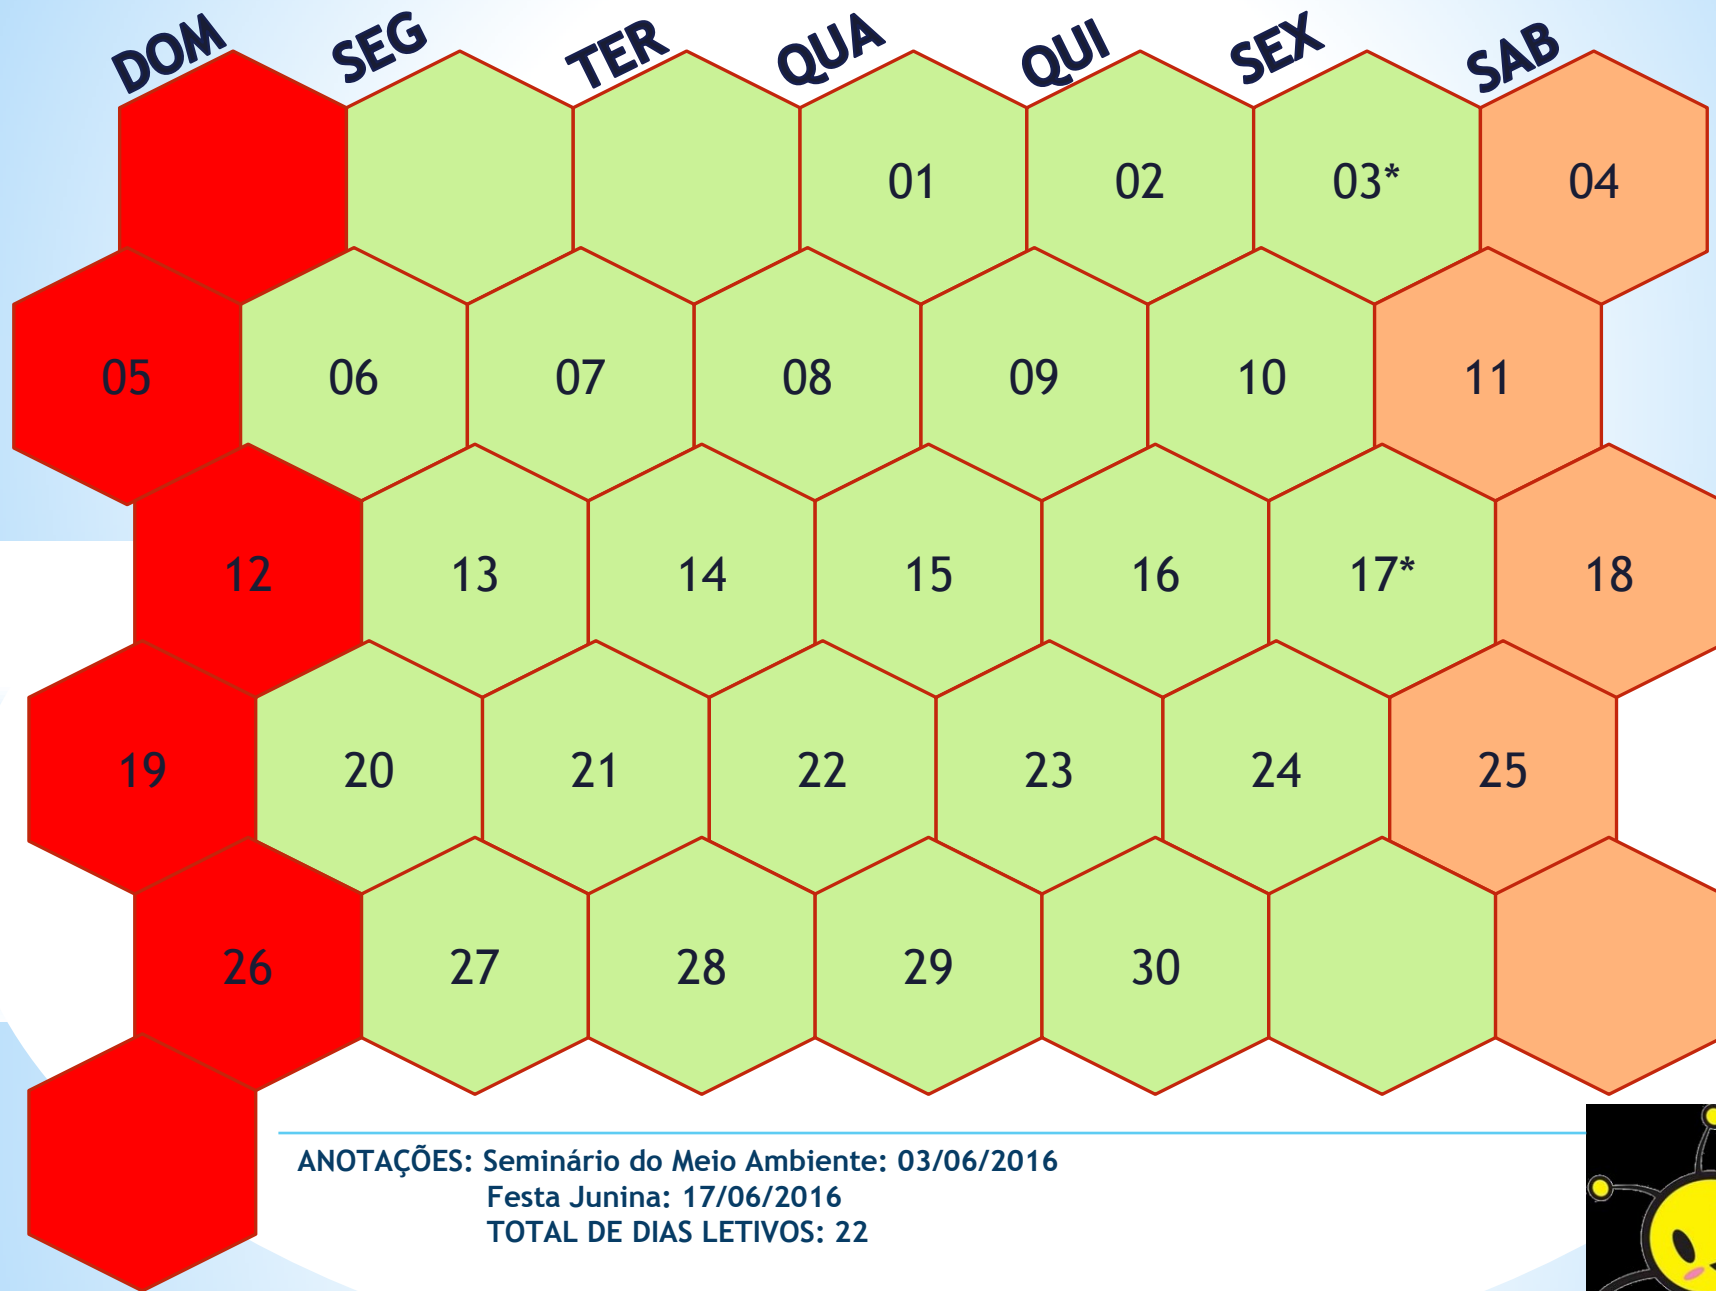 DOM SEG TER QUA QUI SEX SAB
01 02 03* 04
05 06 07 08 09 10 11
12 13 14 15 16 17* 18
19 20 21 22 23 24 25
26 27 28 29 30
ANOTAÇÕES: Seminário do Meio Ambiente: 03/06/2016
Festa Junina: 17/06/2016
TOTAL DE DIAS LETIVOS: 22